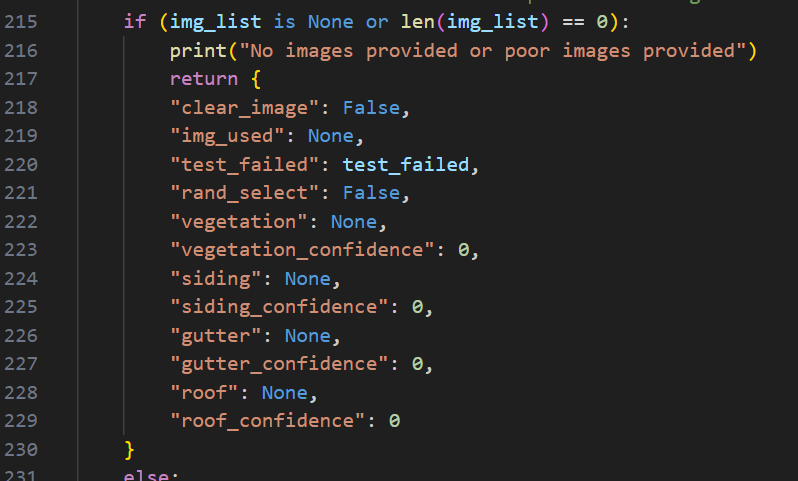 215 if (img_list is None or len(img_list) == 0):
216 print("No images provided or poor images provided")
217 return {
218 "clear_image": False,
219 "img_used": None,
220 "test_failed": test_failed,
221 "rand_select": False,
222 "vegetation": None,
223 "vegetation_confidence": 0,
224 "siding": None,
225 "siding_confidence": 0,
226 "gutter": None,
227 "gutter_confidence": 0,
228 "roof": None,
229 "roof_confidence": 0
230 }
231 else: